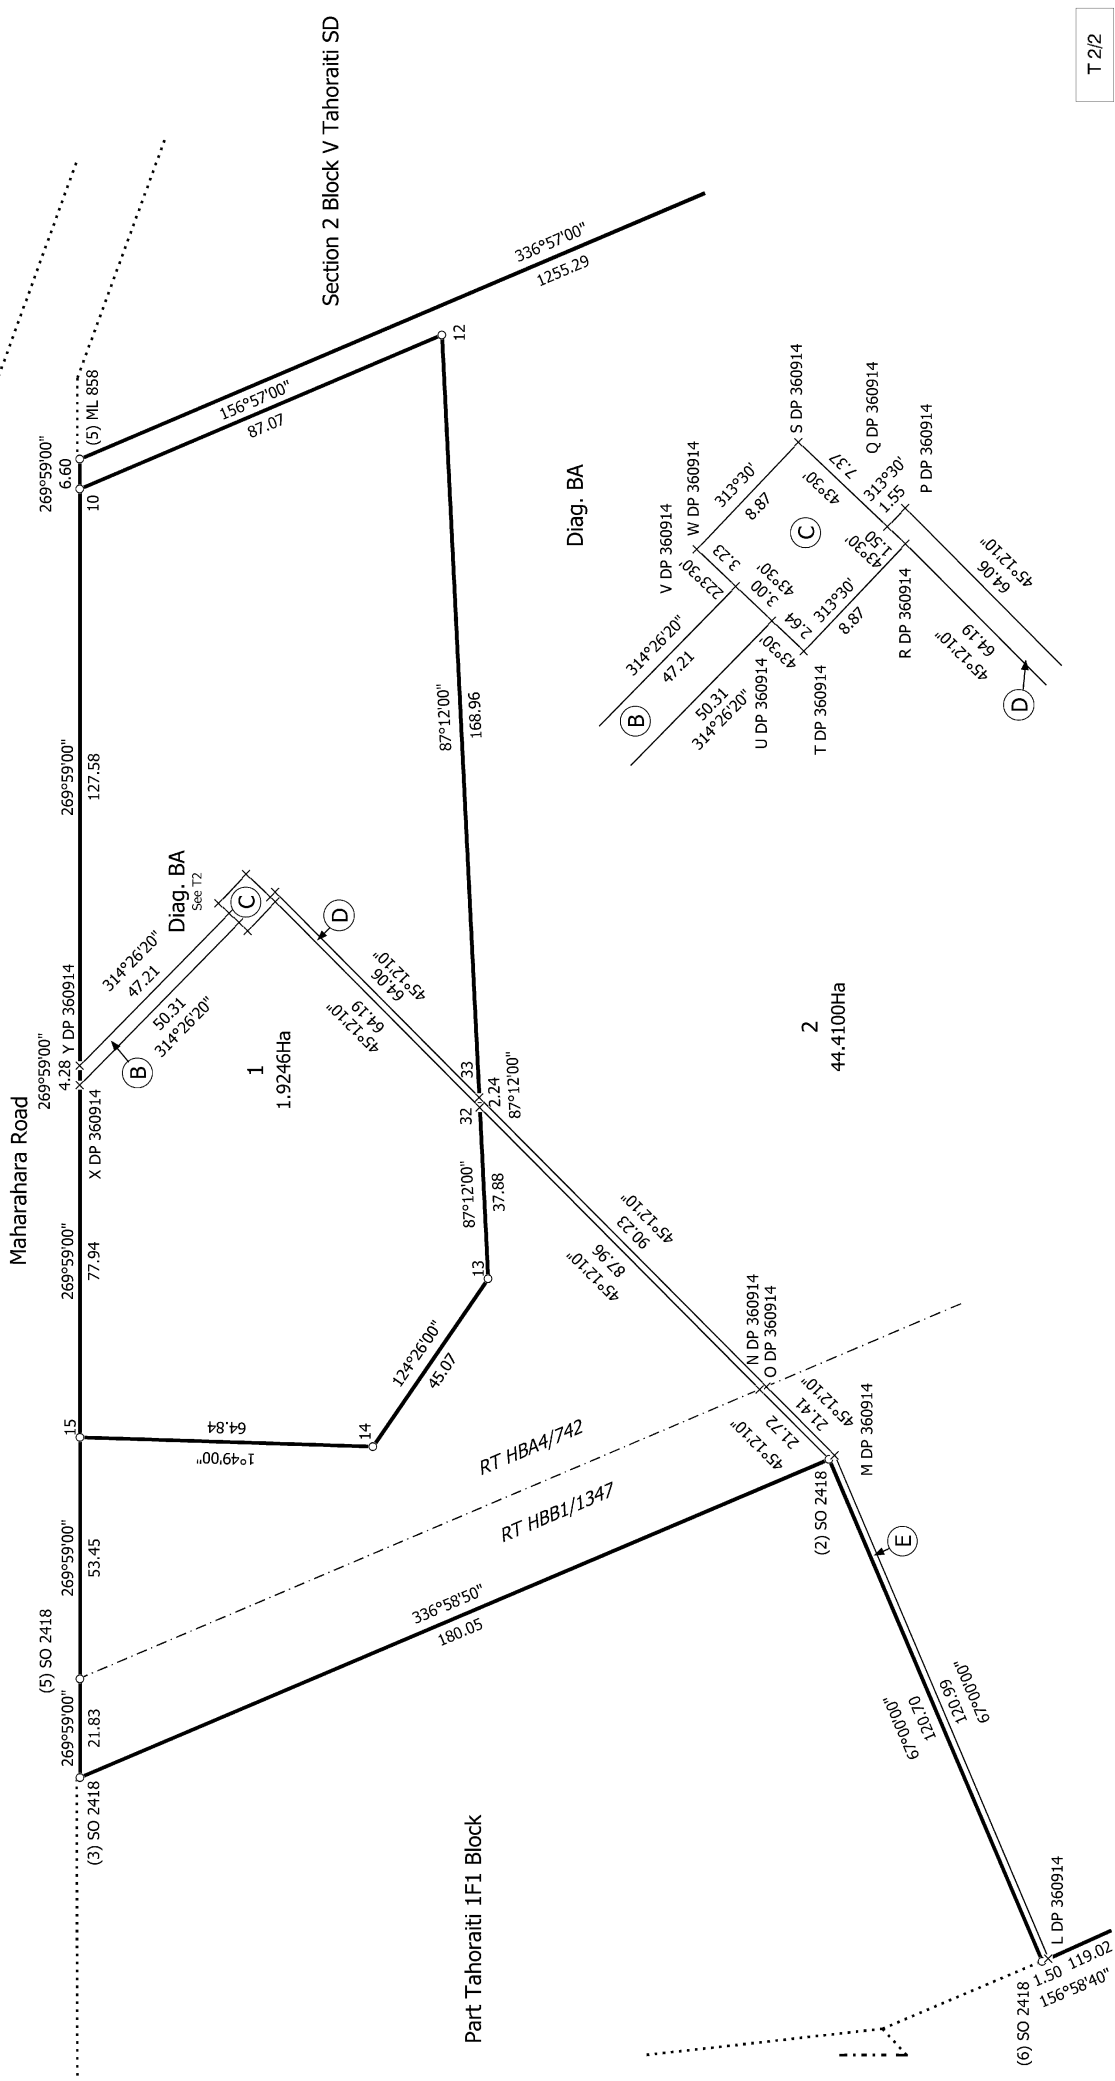 Maharahara Road
Section 2 Block V Tahoraiti SD
Part Tahoraiti 1F1 Block
(3) SO 2418
269°59'00"
21.83
(5) SO 2418
269°59'00"
53.45
15
269°59'00"
77.94
X DP 360914
269°59'00"
4.28
Y DP 360914
269°59'00"
127.58
10
269°59'00"
6.60
(5) ML 858
156°57'00"
87.07
336°57'00"
1255.29
12
87°12'00"
168.96
33
2.24
87°12'00"
32
87°12'00"
37.88
13
124°26'00"
45.07
14
64.84
1°49'00"
1
1.9246Ha
2
44.4100Ha
Diag. BA
See T2
314°26'20"
47.21
50.31
314°26'20"
B
C
D
64.06
45°12'10"
64.19
45°12'10"
90.23
45°12'10"
87.96
45°12'10"
N DP 360914
O DP 360914
21.72
45°12'10"
21.41
45°12'10"
M DP 360914
(2) SO 2418
RT HBA4/742
RT HBB1/1347
336°58'50"
180.05
E
67°00'00"
120.70
120.99
67°00'00"
L DP 360914
(6) SO 2418
1.50
119.02
156°58'40"
Diag. BA
V DP 360914
W DP 360914
S DP 360914
Q DP 360914
P DP 360914
R DP 360914
T DP 360914
U DP 360914
314°26'20"
47.21
50.31
314°26'20"
B
223°30'
3.23
3.00
43°30'
2.64
43°30'
313°30'
8.87
313°30'
8.87
C
7.37
43°30'
313°30'
1.55
1.50
43°30'
64.06
45°12'10"
64.19
45°12'10"
D
T 2/2